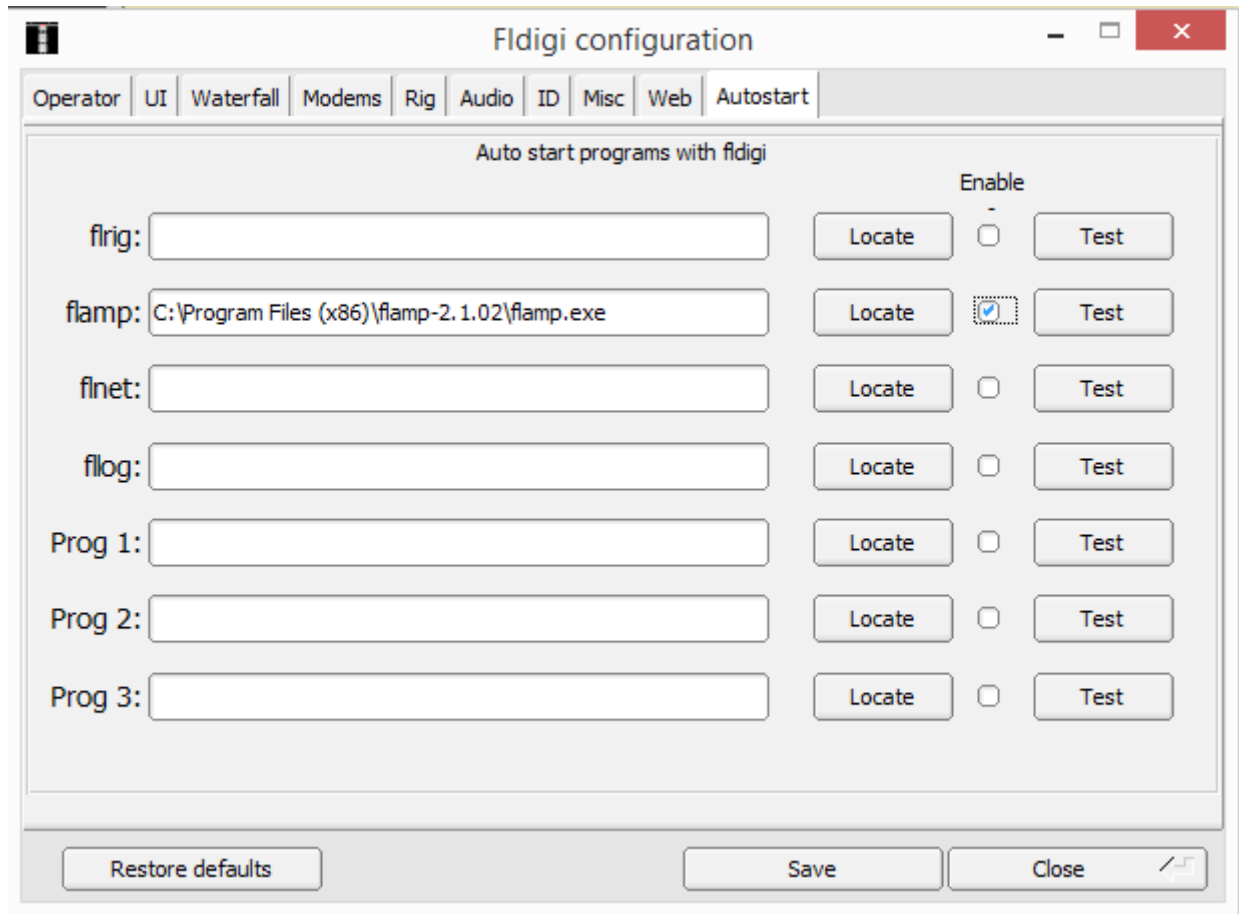 Fldigi configuration
Operator UI Waterfall Modems Rig Audio ID Misc Web Autostart
Auto start programs with fldigi
Enable
flrig: Locate Test
flamp: C:\Program Files (x86)\flamp-2.1.02\flamp.exe Locate Test
flnet: Locate Test
fllog: Locate Test
Prog 1: Locate Test
Prog 2: Locate Test
Prog 3: Locate Test
Restore defaults Save Close